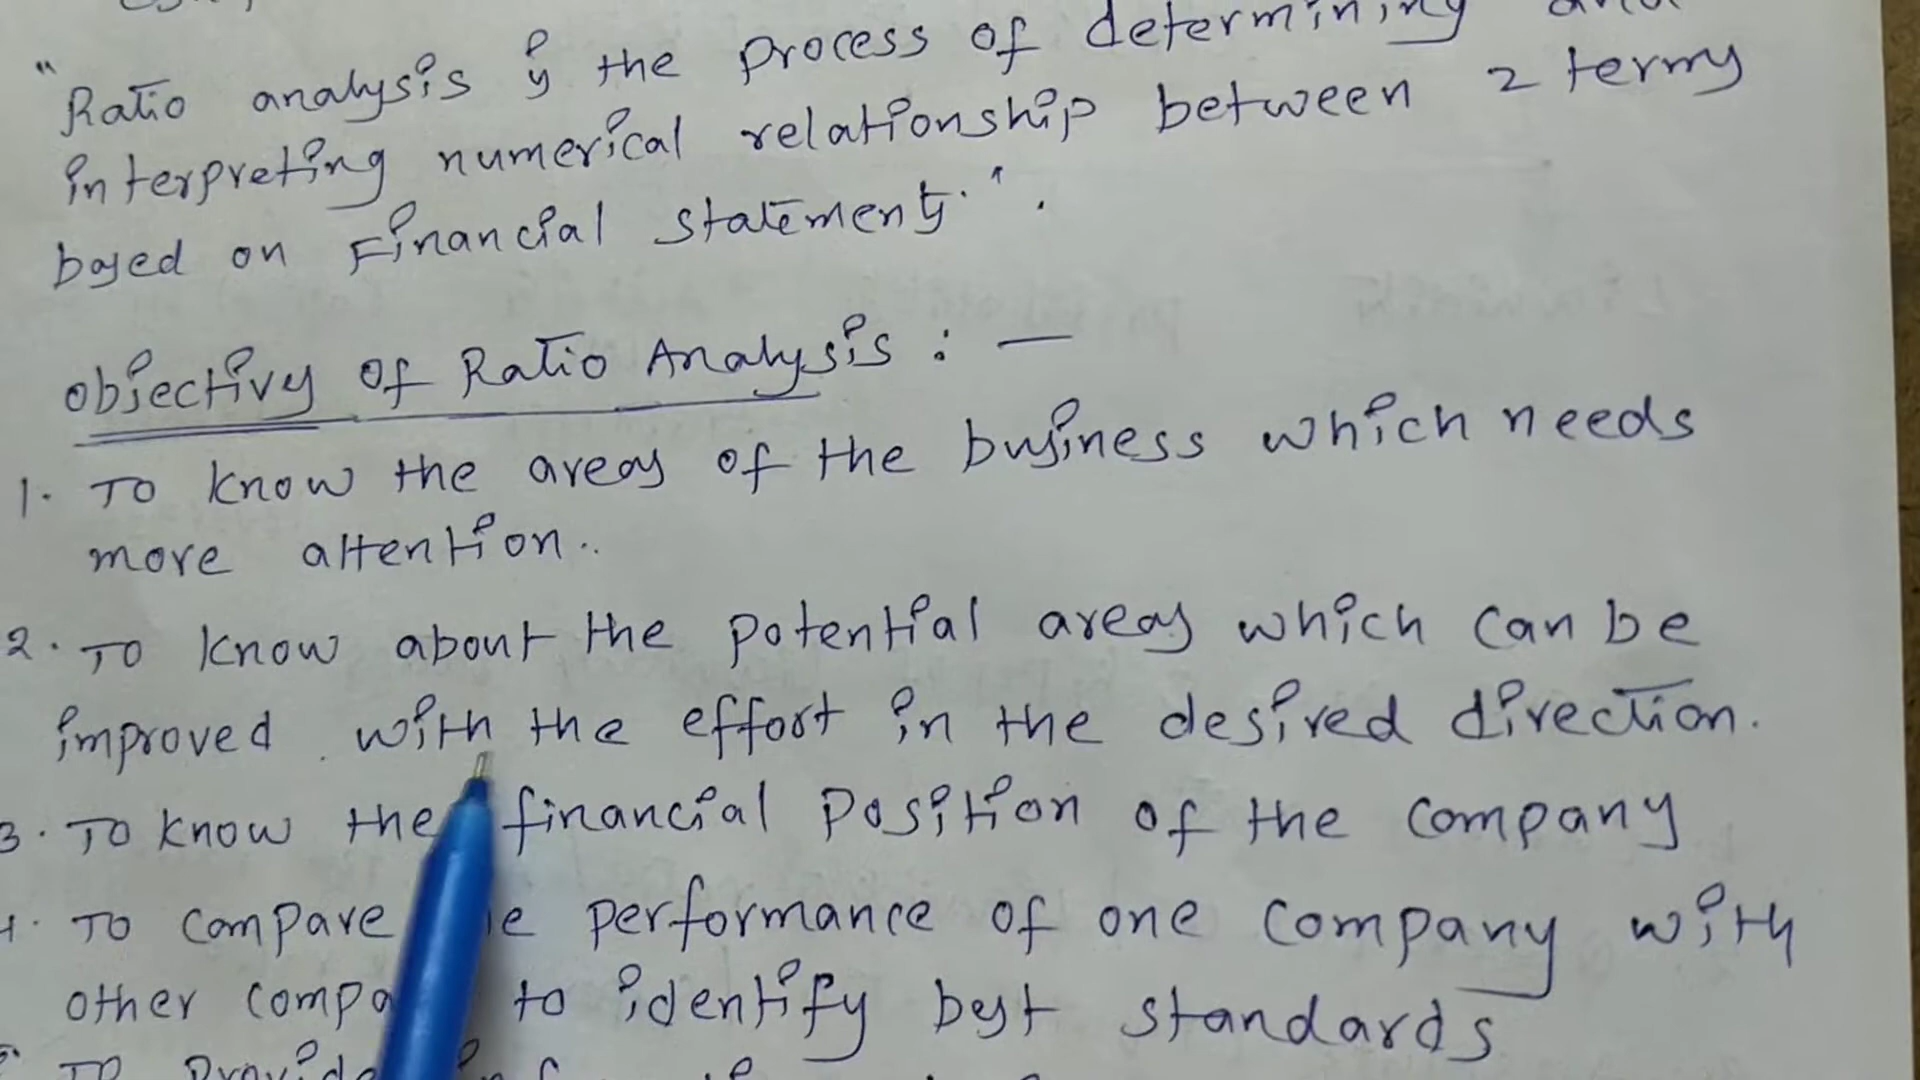 "Ratio analysis is the process of determining and
interpreting numerical relationship between 2 terms
based on Financial statements.".
Objectives of Ratio Analysis : —
1. To know the areas of the business which needs
more attention..
2. To know about the potential areas which can be
improved with the effort in the desired direction.
3. To know the financial position of the company
4. To compare performance of one company with
other to identify best standards
To